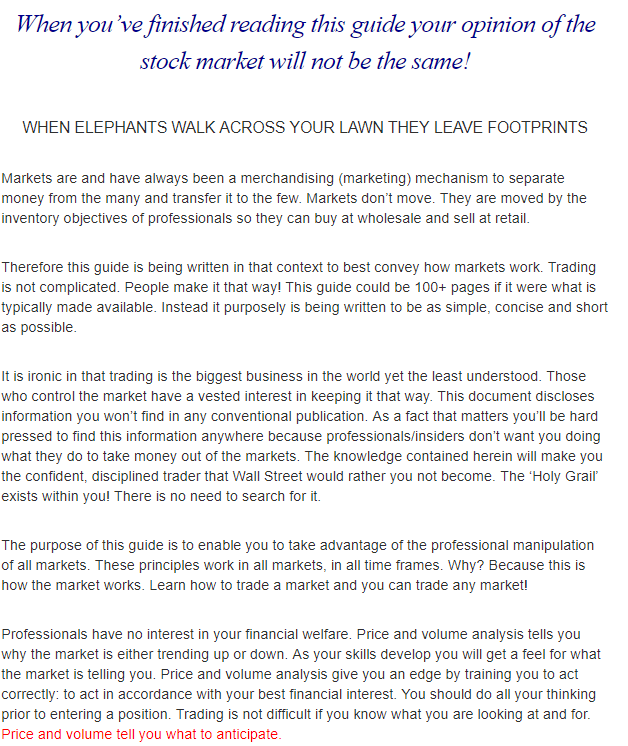 When you’ve finished reading this guide your opinion of the
stock market will not be the same!
WHEN ELEPHANTS WALK ACROSS YOUR LAWN THEY LEAVE FOOTPRINTS
Markets are and have always been a merchandising (marketing) mechanism to separate
money from the many and transfer it to the few. Markets don’t move. They are moved by the
inventory objectives of professionals so they can buy at wholesale and sell at retail.
Therefore this guide is being written in that context to best convey how markets work. Trading
is not complicated. People make it that way! This guide could be 100+ pages if it were what is
typically made available. Instead it purposely is being written to be as simple, concise and short
as possible.
It is ironic in that trading is the biggest business in the world yet the least understood. Those
who control the market have a vested interest in keeping it that way. This document discloses
information you won’t find in any conventional publication. As a fact that matters you’ll be hard
pressed to find this information anywhere because professionals/insiders don’t want you doing
what they do to take money out of the markets. The knowledge contained herein will make you
the confident, disciplined trader that Wall Street would rather you not become. The ‘Holy Grail’
exists within you! There is no need to search for it.
The purpose of this guide is to enable you to take advantage of the professional manipulation
of all markets. These principles work in all markets, in all time frames. Why? Because this is
how the market works. Learn how to trade a market and you can trade any market!
Professionals have no interest in your financial welfare. Price and volume analysis tells you
why the market is either trending up or down. As your skills develop you will get a feel for what
the market is telling you. Price and volume analysis give you an edge by training you to act
correctly: to act in accordance with your best financial interest. You should do all your thinking
prior to entering a position. Trading is not difficult if you know what you are looking at and for.
Price and volume tell you what to anticipate.